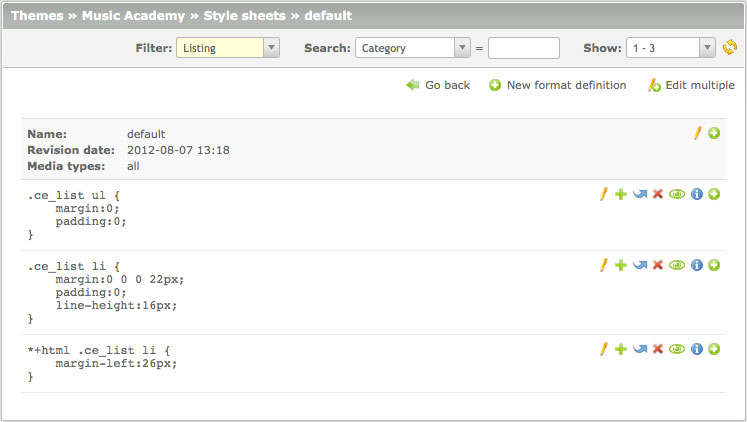 Themes » Music Academy » Style sheets » default
Filter: Listing Search: Category = Show: 1 - 3
Go back New format definition Edit multiple
Name: default
Revision date: 2012-08-07 13:18
Media types: all
.ce_list ul {
    margin:0;
    padding:0;
}
.ce_list li {
    margin:0 0 0 22px;
    padding:0;
    line-height:16px;
}
*+html .ce_list li {
    margin-left:26px;
}